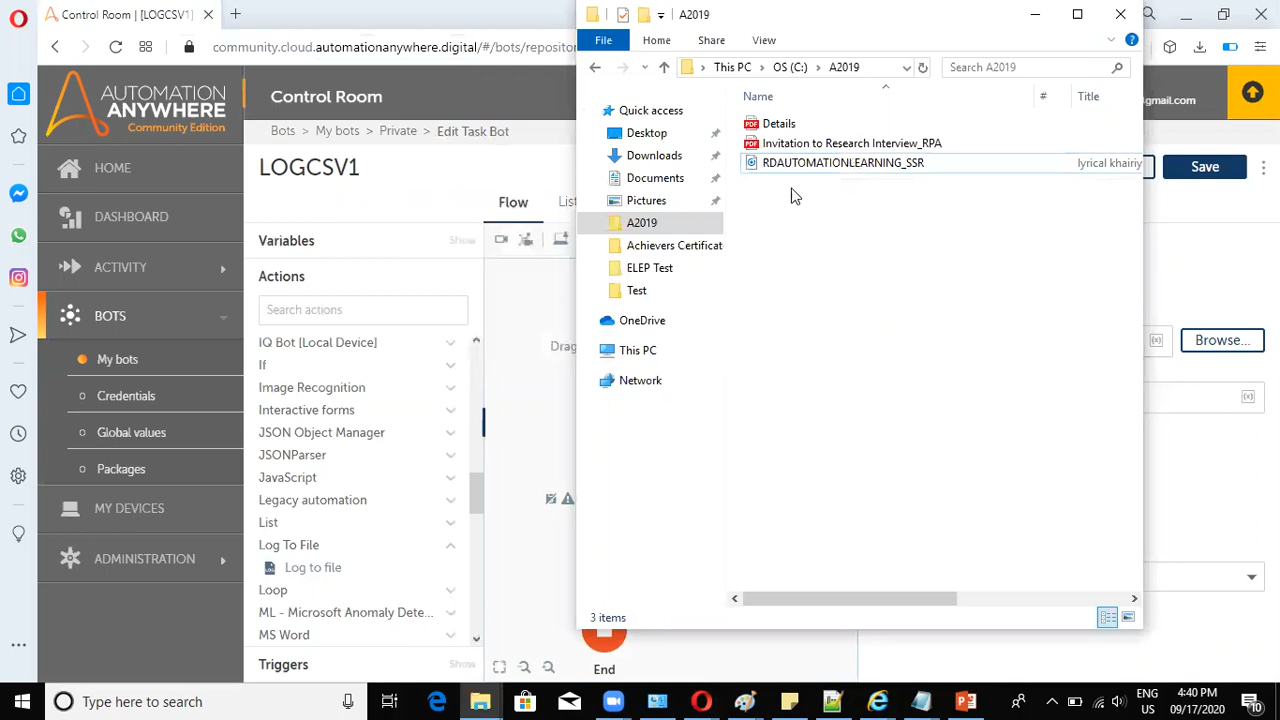 Control Room | [LOGCSV1]
community.cloud.automationanywhere.digital/#/bots/reposito
AUTOMATION
ANYWHERE
Community Edition
Control Room
gmail.com
Bots
My bots
Private
Edit Task Bot
LOGCSV1
Save
HOME
DASHBOARD
ACTIVITY
BOTS
My bots
Credentials
Global values
Packages
MY DEVICES
ADMINISTRATION
Flow
Variables
Show
Actions
Search actions
IQ Bot [Local Device]
If
Image Recognition
Interactive forms
JSON Object Manager
JSONParser
JavaScript
Legacy automation
List
Log To File
Log to file
Loop
ML - Microsoft Anomaly Dete...
MS Word
Triggers
Show
Drag
End
Browse...
A2019
File
Home
Share
View
This PC
OS (C:)
A2019
Search A2019
Name
#
Title
Details
Invitation to Research Interview_RPA
RDAUTOMATIONLEARNING_SSR
lyrical khairiy
Quick access
Desktop
Downloads
Documents
Pictures
A2019
Achievers Certificat
ELEP Test
Test
OneDrive
This PC
Network
3 items
Type here to search
ENG
IN
4:40 PM
09/17/2020
10